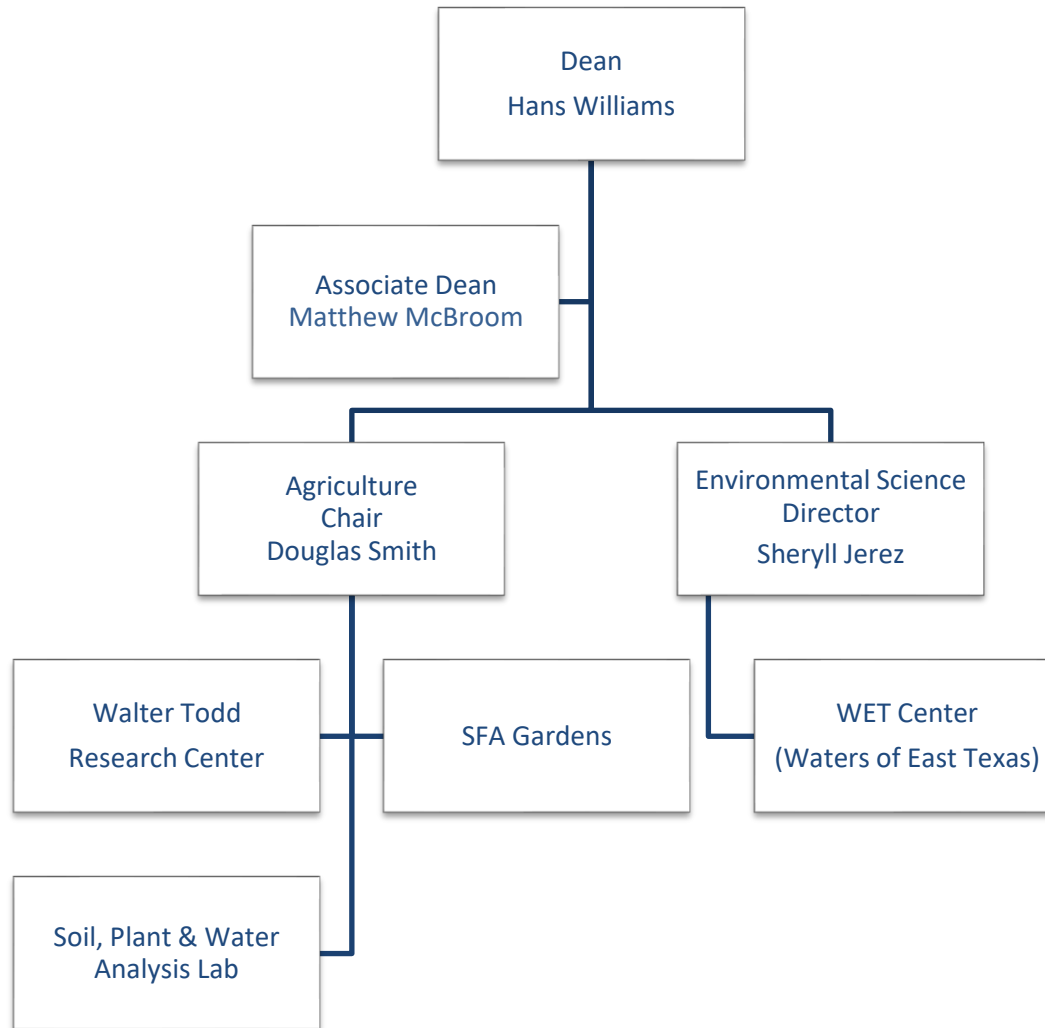 Dean
Hans Williams
Associate Dean
Matthew McBroom
Agriculture
Chair
Douglas Smith
Environmental Science
Director
Sheryll Jerez
Walter Todd
Research Center
SFA Gardens
WET Center
(Waters of East Texas)
Soil, Plant & Water
Analysis Lab